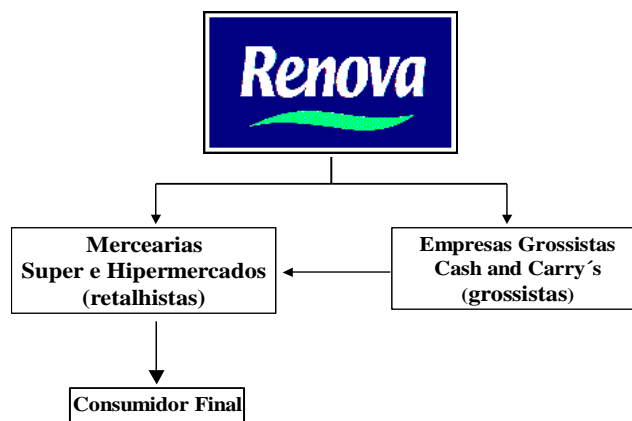 Renova
Mercearias
Super e Hipermercados
(retalhistas)
Empresas Grossistas
Cash and Carry´s
(grossistas)
Consumidor Final